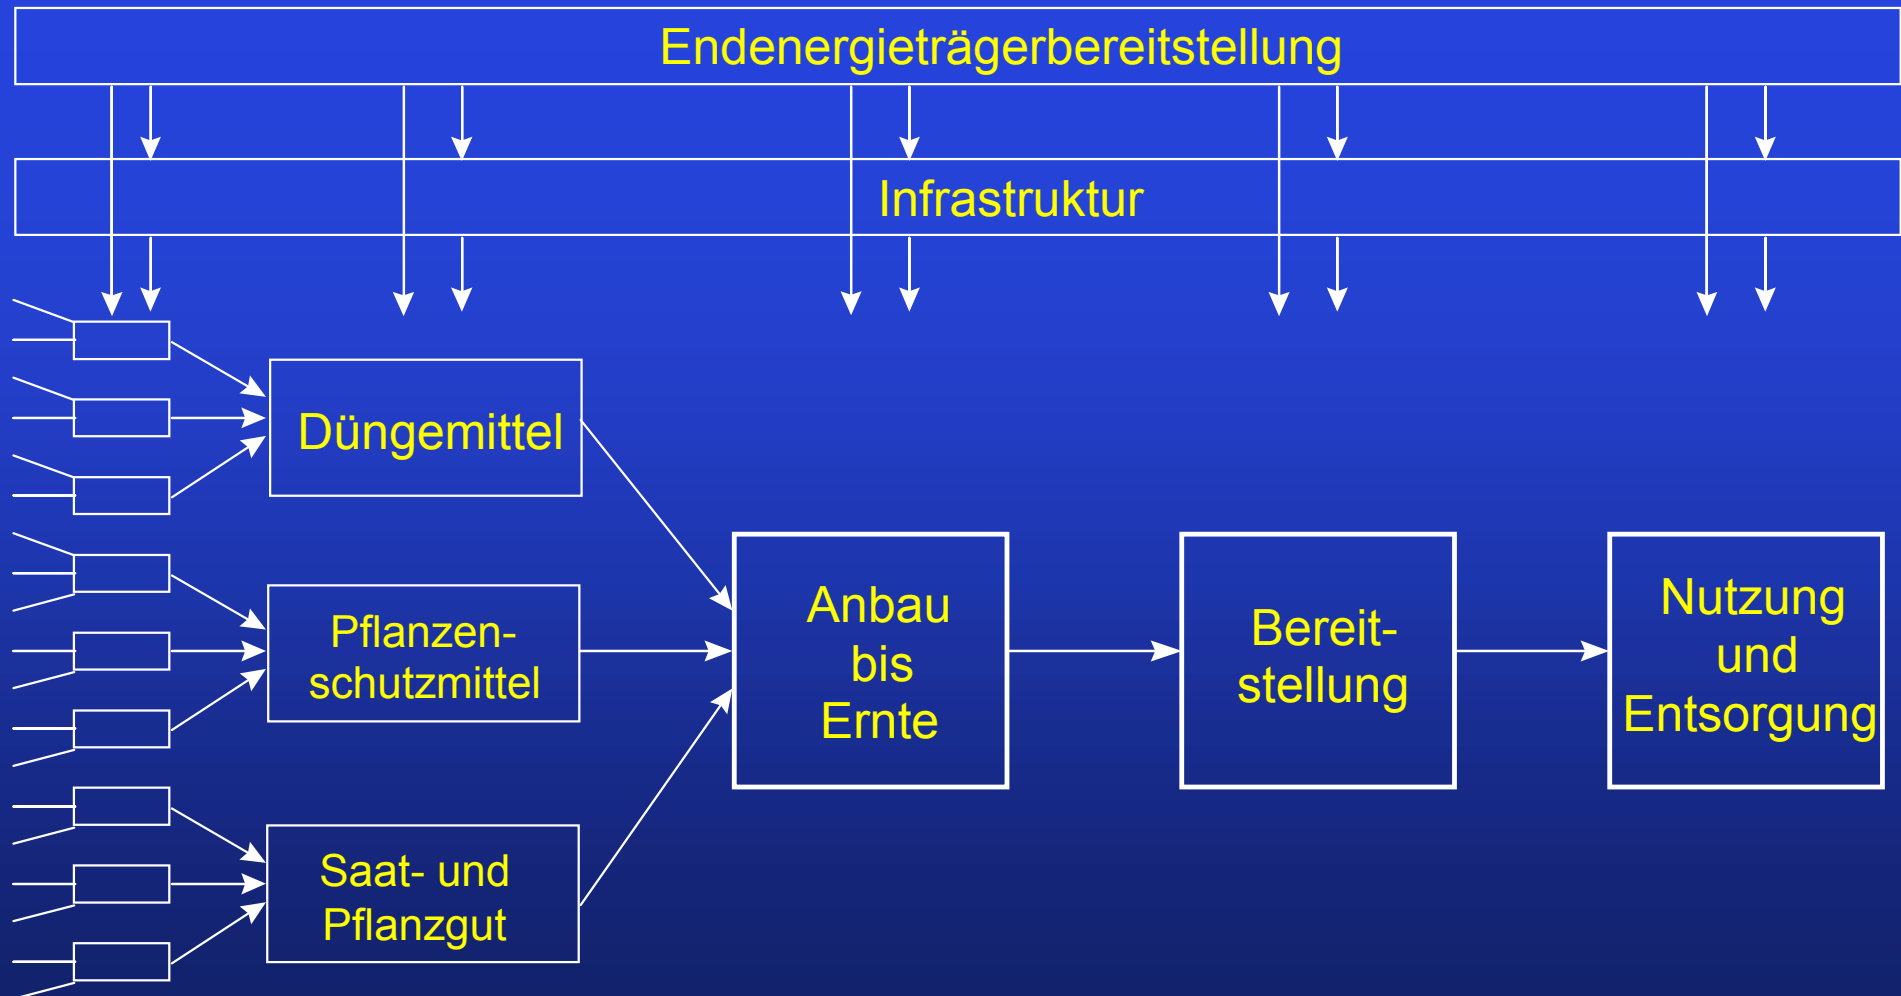 Endenergieträgerbereitstellung
Infrastruktur
Düngemittel
Pflanzen-
schutzmittel
Saat- und
Pflanzgut
Anbau
bis
Ernte
Bereit-
stellung
Nutzung
und
Entsorgung